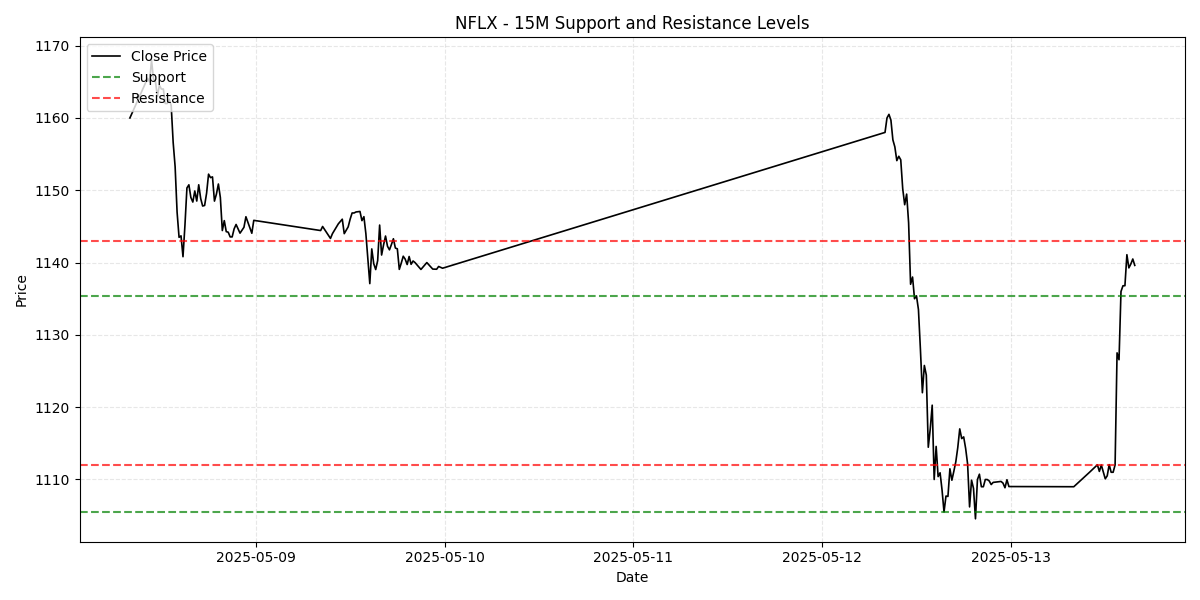 NFLX - 15M Support and Resistance Levels
Close Price
Support
Resistance
Price
1170
1160
1150
1140
1130
1120
1110
2025-05-09
2025-05-10
2025-05-11
2025-05-12
2025-05-13
Date